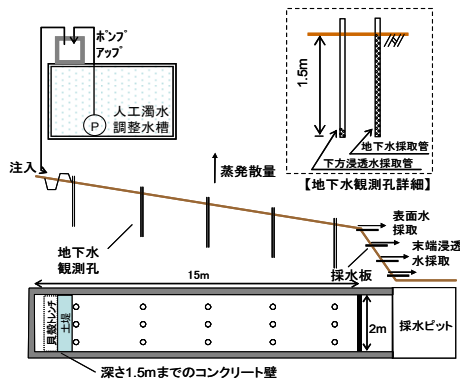 ﾎﾟﾝﾌﾟ
アップ
人工濁水
調整水槽
P
注入
蒸発散量
1.5m
地下水採取管
下方浸透水採取管
【地下水観測孔詳細】
表面水
採取
末端浸透
水採取
地下水
観測孔
採水板
15m
貝殻トレンチ
土堤
2m
採水ピット
深さ1.5mまでのコンクリート壁